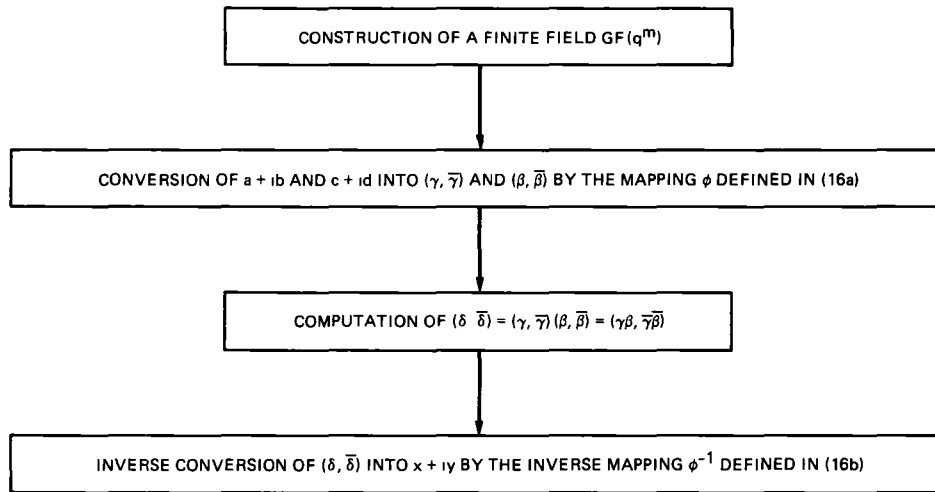 CONSTRUCTION OF A FINITE FIELD GF(q^m)
CONVERSION OF a + ıb AND c + ıd INTO (γ, γ̅) AND (β, β̅) BY THE MAPPING ϕ DEFINED IN (16a)
COMPUTATION OF (δ δ̅) = (γ, γ̅) (β, β̅) = (γβ, γ̅β̅)
INVERSE CONVERSION OF (δ, δ̅) INTO x + ıy BY THE INVERSE MAPPING ϕ⁻¹ DEFINED IN (16b)